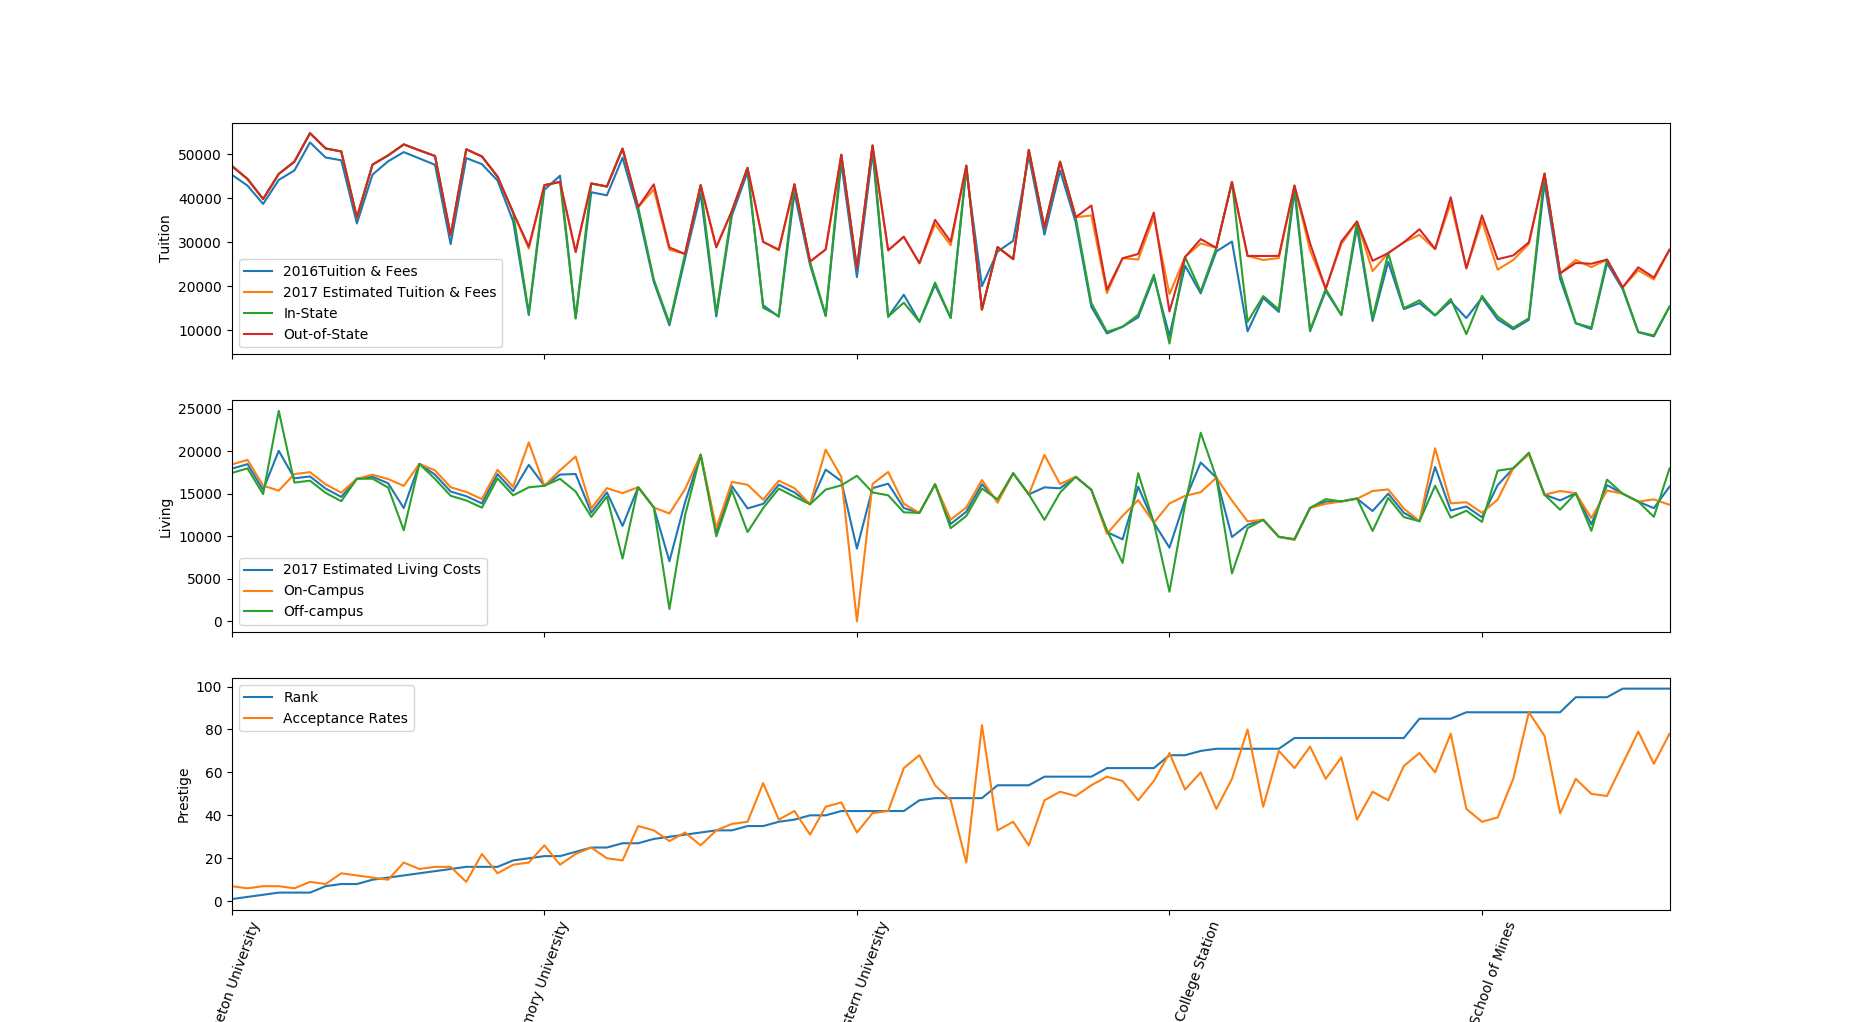 Tuition
50000
40000
30000
20000
10000
2016Tuition & Fees
2017 Estimated Tuition & Fees
In-State
Out-of-State
Living
25000
20000
15000
10000
5000
0
2017 Estimated Living Costs
On-Campus
Off-campus
Prestige
100
80
60
40
20
0
Rank
Acceptance Rates
eton University
mory University
stern University
College Station
School of Mines